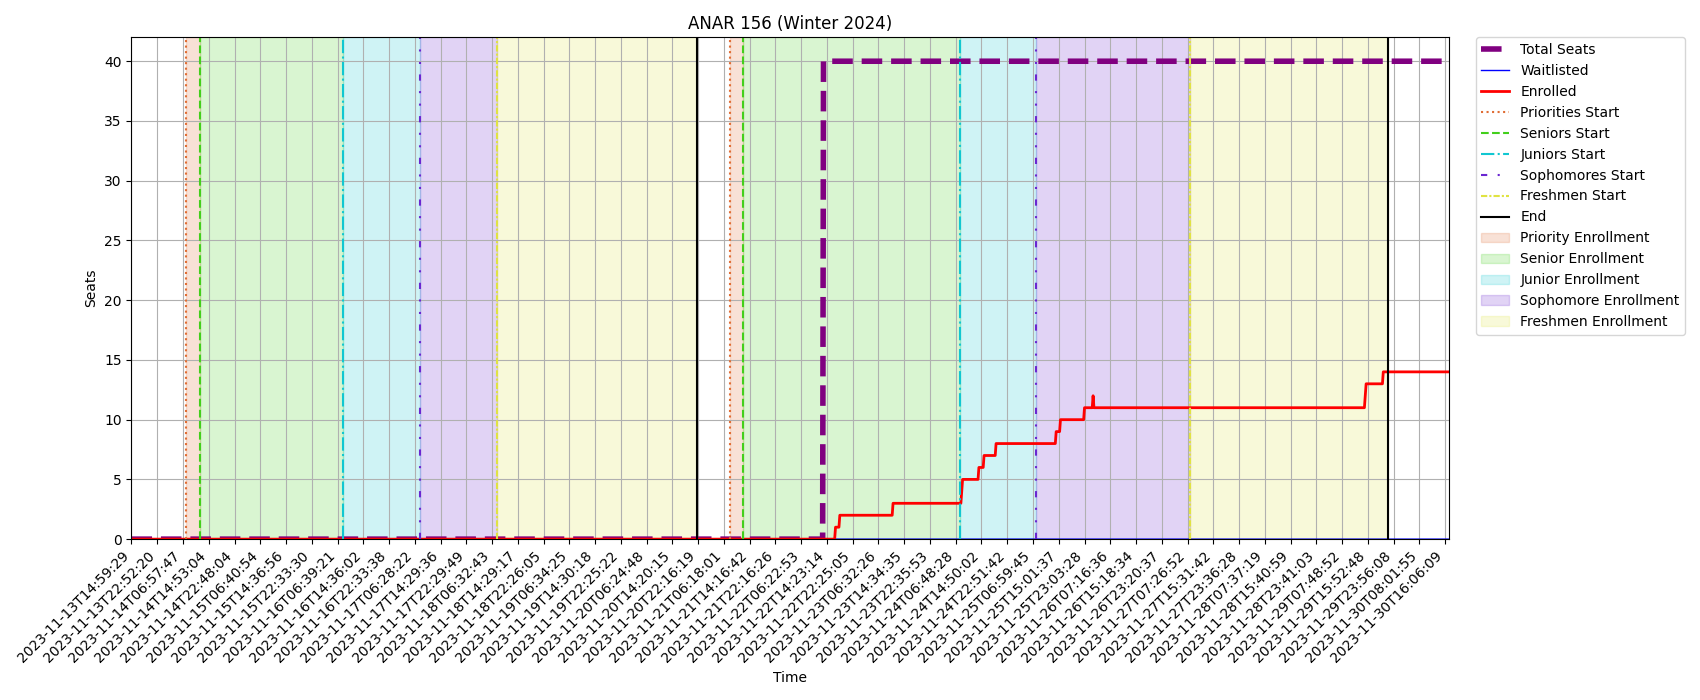 ANAR 156 (Winter 2024)
Seats
40
35
30
25
20
15
10
5
0
2023-11-13T14:59:29
2023-11-13T22:52:20
2023-11-14T06:57:47
2023-11-14T14:53:04
2023-11-14T22:48:04
2023-11-15T06:40:54
2023-11-15T14:36:56
2023-11-15T22:33:30
2023-11-16T06:39:21
2023-11-16T14:36:02
2023-11-16T22:33:38
2023-11-17T06:28:22
2023-11-17T14:29:36
2023-11-17T22:29:49
2023-11-18T06:32:43
2023-11-18T14:29:17
2023-11-18T22:26:05
2023-11-19T06:34:25
2023-11-19T14:30:18
2023-11-19T22:25:22
2023-11-20T06:24:48
2023-11-20T14:20:15
2023-11-20T22:16:19
2023-11-21T06:18:01
2023-11-21T14:16:42
2023-11-21T22:16:26
2023-11-22T06:22:53
2023-11-22T14:23:14
2023-11-22T22:25:05
2023-11-23T06:32:26
2023-11-23T14:34:35
2023-11-23T22:35:53
2023-11-24T06:48:28
2023-11-24T14:50:02
2023-11-24T22:51:42
2023-11-25T06:59:45
2023-11-25T15:01:37
2023-11-25T23:03:28
2023-11-26T07:16:36
2023-11-26T15:18:34
2023-11-26T23:20:37
2023-11-27T07:26:52
2023-11-27T15:31:42
2023-11-27T23:36:28
2023-11-28T07:37:19
2023-11-28T15:40:59
2023-11-28T23:41:03
2023-11-29T07:48:52
2023-11-29T15:52:48
2023-11-29T23:56:08
2023-11-30T08:01:55
2023-11-30T16:06:09
Time
Total Seats
Waitlisted
Enrolled
Priorities Start
Seniors Start
Juniors Start
Sophomores Start
Freshmen Start
End
Priority Enrollment
Senior Enrollment
Junior Enrollment
Sophomore Enrollment
Freshmen Enrollment